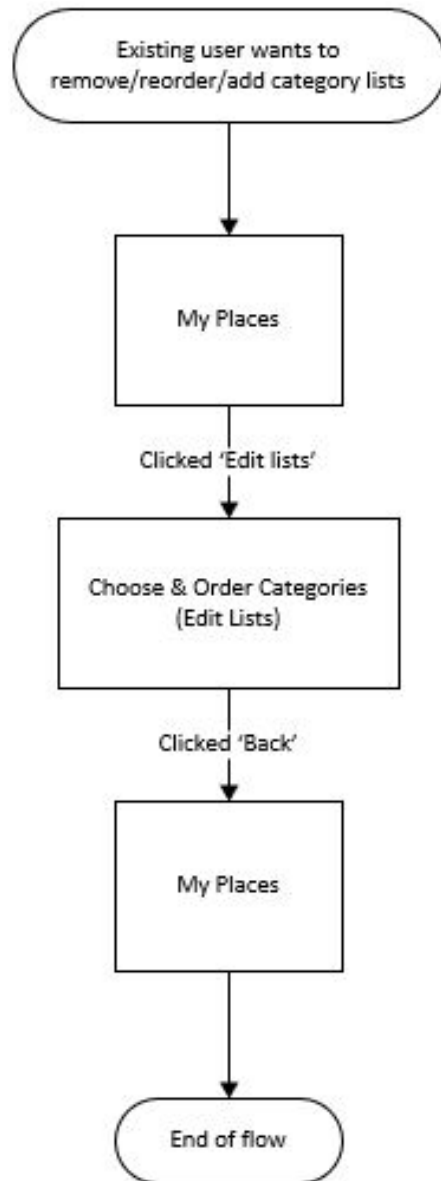 Existing user wants to
remove/reorder/add category lists
My Places
Clicked ‘Edit lists’
Choose & Order Categories
(Edit Lists)
Clicked ‘Back’
My Places
End of flow